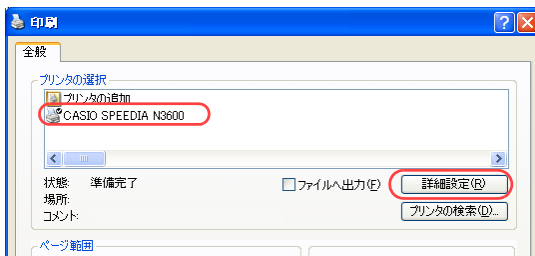 印刷
全般
プリンタの選択
プリンタの追加
CASIO SPEEDIA N3600
状態: 準備完了
ファイルへ出力(F)
詳細設定(R)
場所:
コメント:
プリンタの検索(D)...
ページ範囲